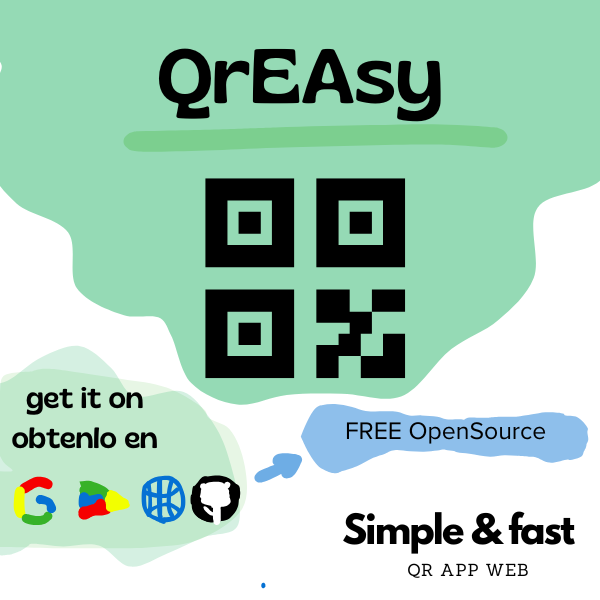 QrEAsy
get it on
obtenlo en
FREE OpenSource
Simple & fast
QR APP WEB